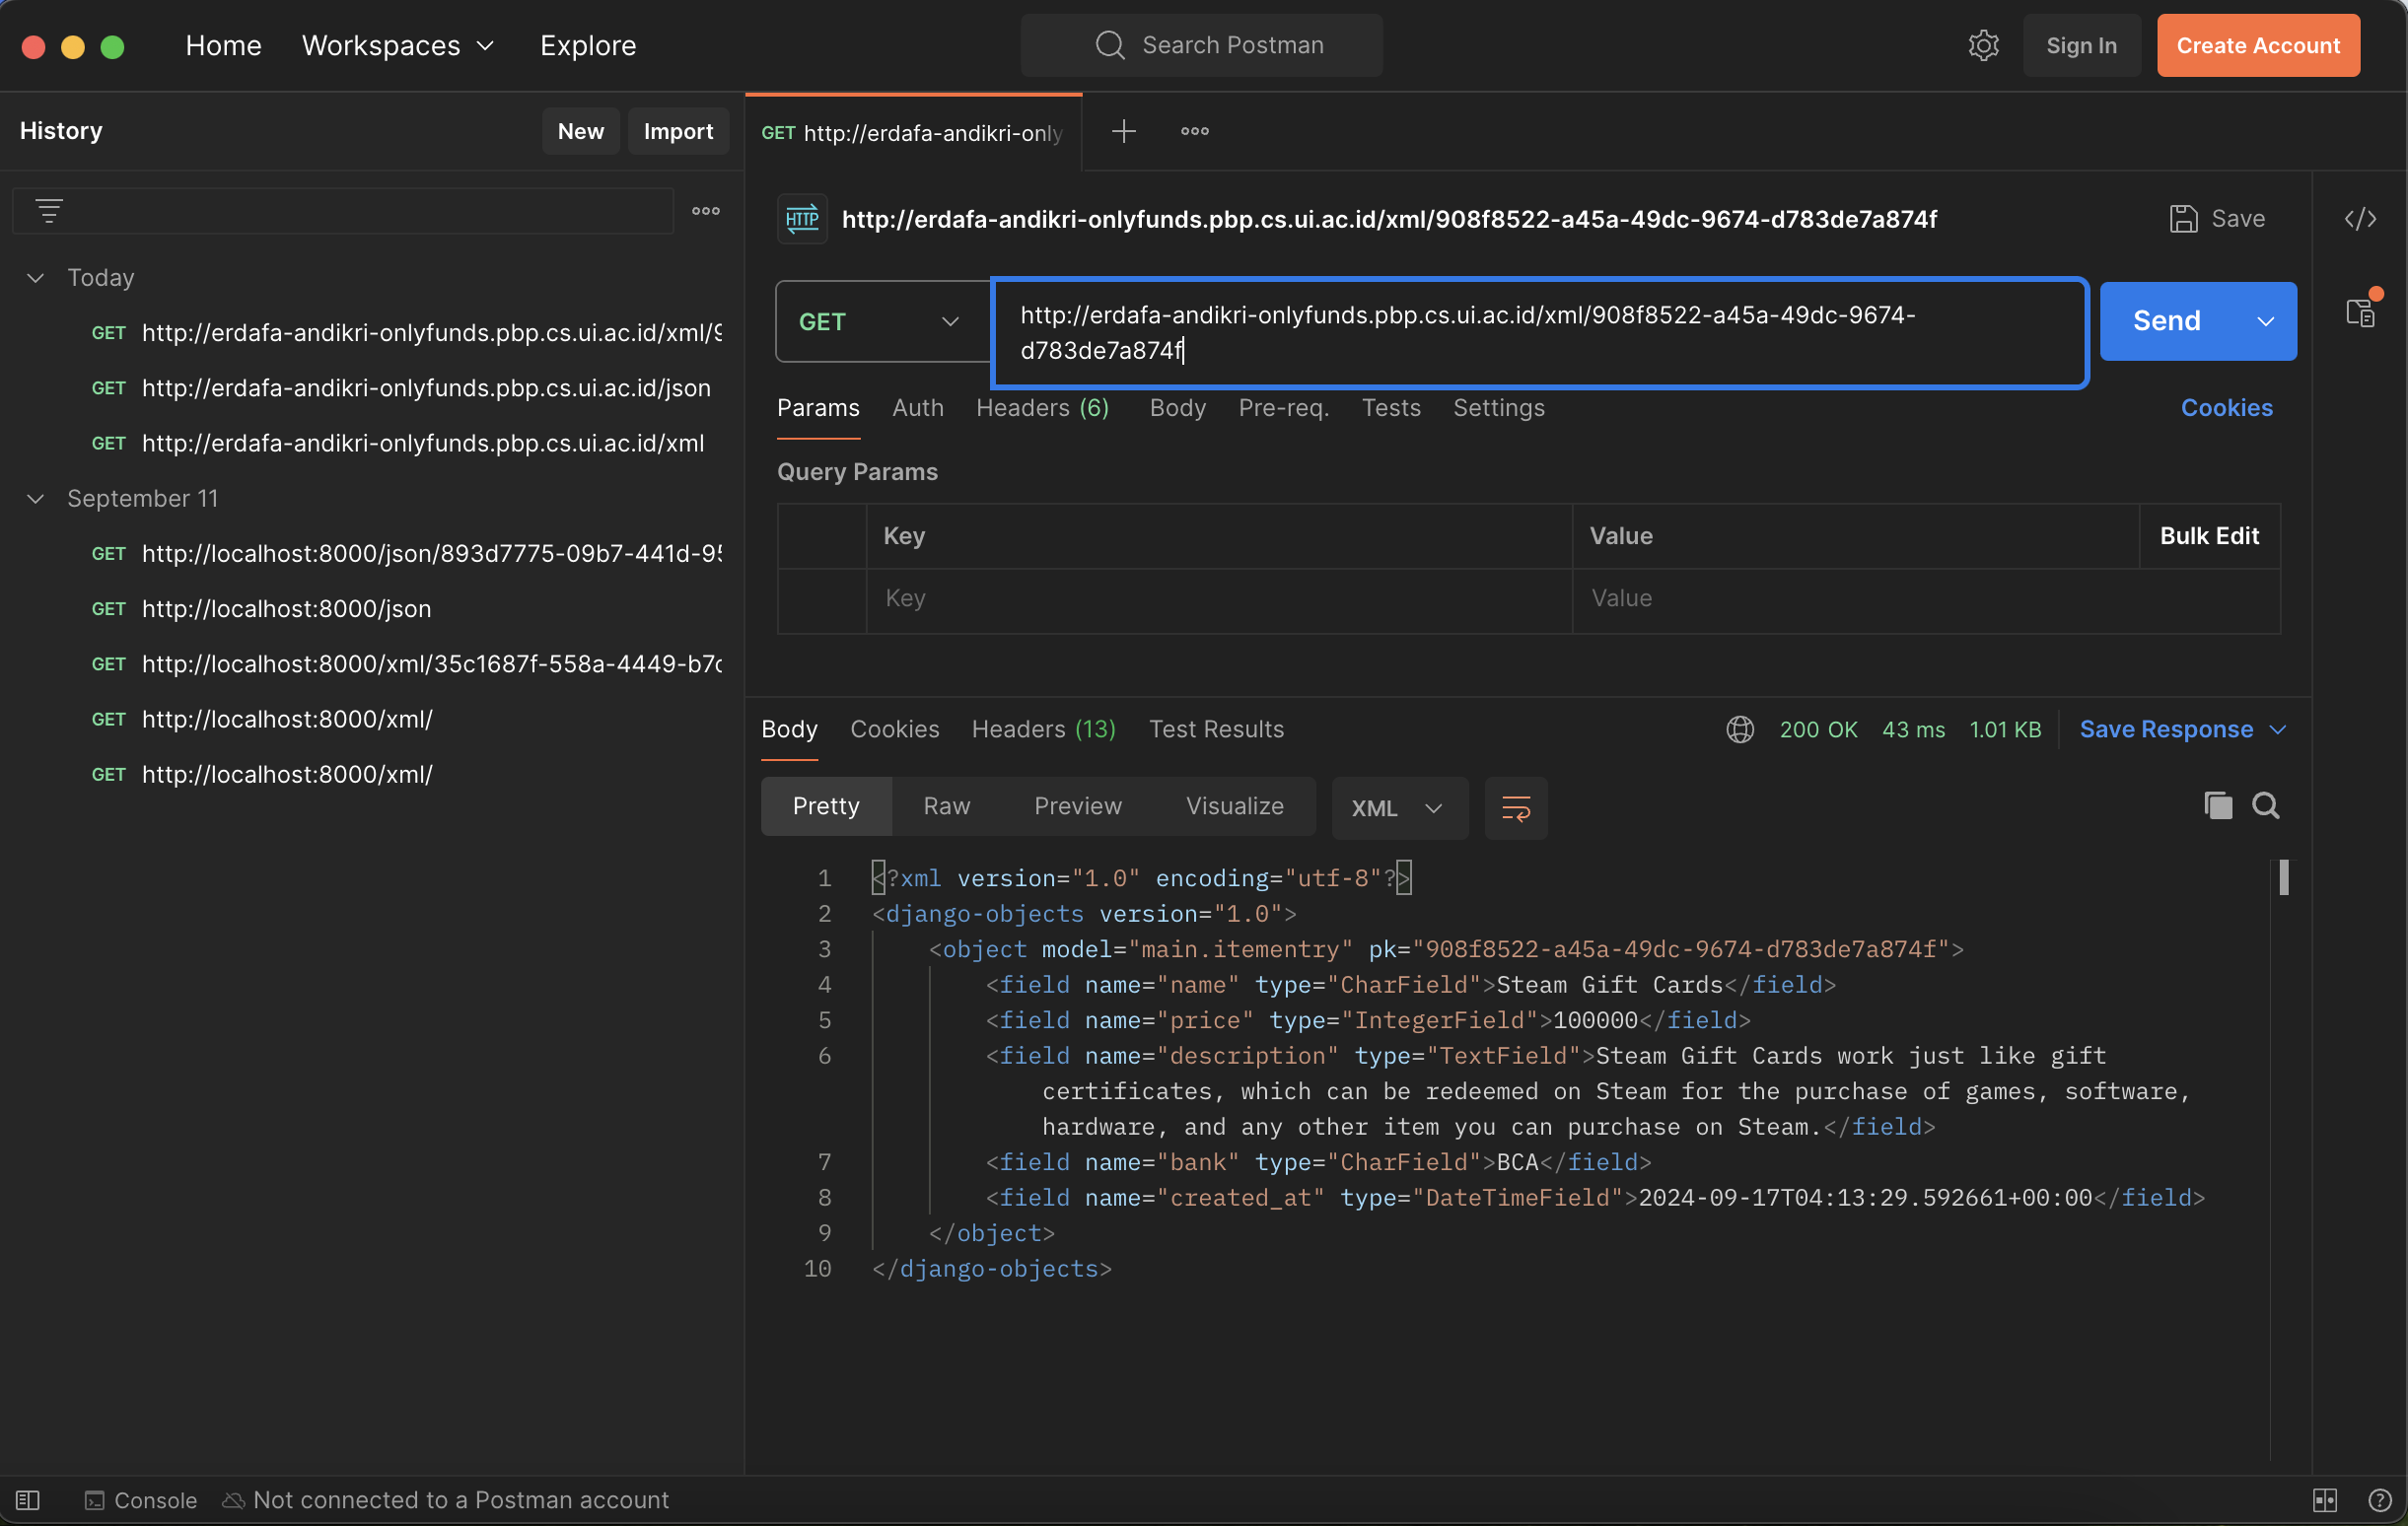 Home Workspaces Explore Search Postman Sign In Create Account
History New Import
Today
GET http://erdafa-andikri-onlyfunds.pbp.cs.ui.ac.id/xml/9
GET http://erdafa-andikri-onlyfunds.pbp.cs.ui.ac.id/json
GET http://erdafa-andikri-onlyfunds.pbp.cs.ui.ac.id/xml
September 11
GET http://localhost:8000/json/893d7775-09b7-441d-95
GET http://localhost:8000/json
GET http://localhost:8000/xml/35c1687f-558a-4449-b7c
GET http://localhost:8000/xml/
GET http://localhost:8000/xml/
GET http://erdafa-andikri-only
HTTP http://erdafa-andikri-onlyfunds.pbp.cs.ui.ac.id/xml/908f8522-a45a-49dc-9674-d783de7a874f Save
GET http://erdafa-andikri-onlyfunds.pbp.cs.ui.ac.id/xml/908f8522-a45a-49dc-9674-
d783de7a874f
Send
Params Auth Headers (6) Body Pre-req. Tests Settings Cookies
Query Params
Key Value Bulk Edit
Key Value
Body Cookies Headers (13) Test Results 200 OK 43 ms 1.01 KB Save Response
Pretty Raw Preview Visualize XML
1 <?xml version="1.0" encoding="utf-8"?>
2 <django-objects version="1.0">
3 <object model="main.itementry" pk="908f8522-a45a-49dc-9674-d783de7a874f">
4 <field name="name" type="CharField">Steam Gift Cards</field>
5 <field name="price" type="IntegerField">100000</field>
6 <field name="description" type="TextField">Steam Gift Cards work just like gift
certificates, which can be redeemed on Steam for the purchase of games, software,
hardware, and any other item you can purchase on Steam.</field>
7 <field name="bank" type="CharField">BCA</field>
8 <field name="created_at" type="DateTimeField">2024-09-17T04:13:29.592661+00:00</field>
9 </object>
10 </django-objects>
Console Not connected to a Postman account